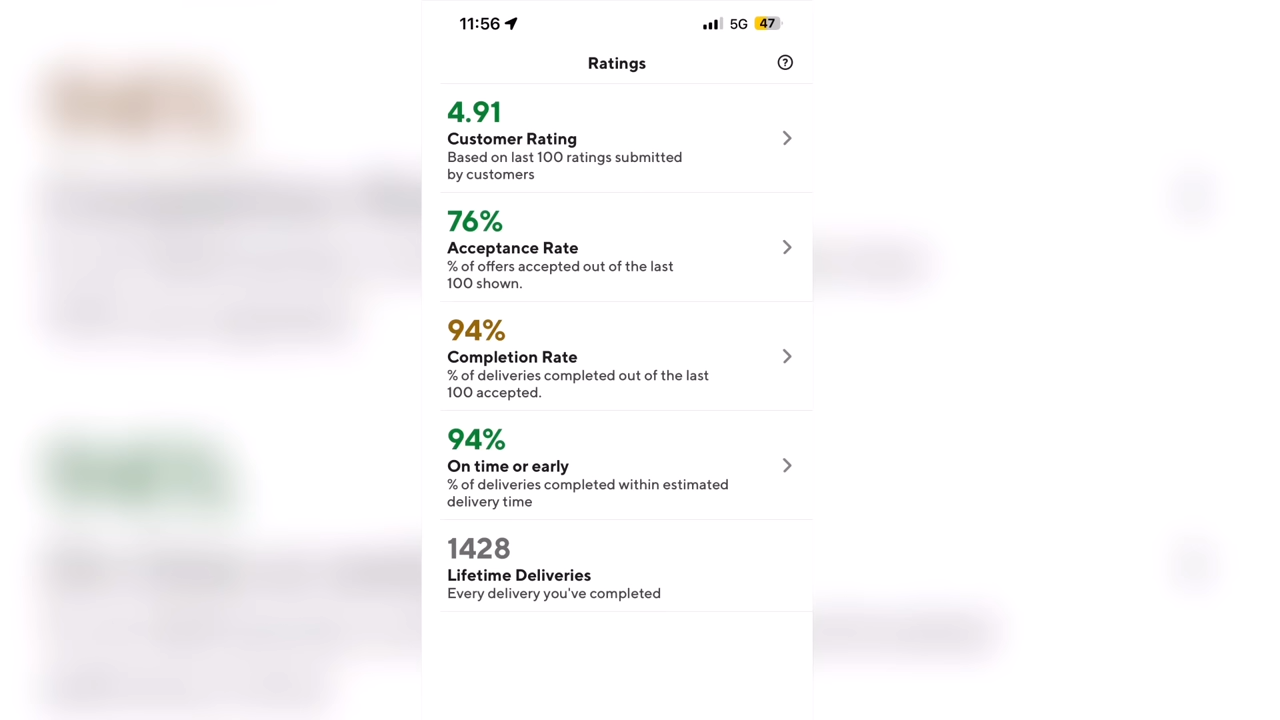 11:56
5G 47
Ratings
4.91
Customer Rating
Based on last 100 ratings submitted
by customers
76%
Acceptance Rate
% of offers accepted out of the last
100 shown.
94%
Completion Rate
% of deliveries completed out of the last
100 accepted.
94%
On time or early
% of deliveries completed within estimated
delivery time
1428
Lifetime Deliveries
Every delivery you've completed